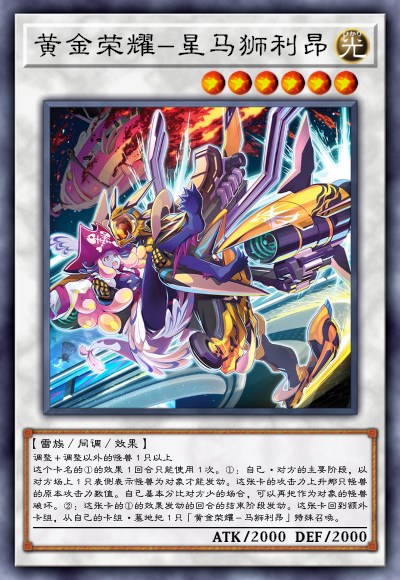 黄金荣耀-星马狮利昂
光
【雷族/同调/效果】
调整+调整以外的怪兽1只以上
这个卡名的①的效果1回合只能使用1次。①：自己·对方的主要阶段，以
对方场上1只表侧表示怪兽为对象才能发动。这张卡的攻击力上升那只怪兽
的原本攻击力数值。自己基本分比对方少的场合，可以再把作为对象的怪兽
破坏。②：这张卡的①的效果发动的回合的结束阶段发动。这张卡回到额外
卡组，从自己的卡组·墓地把1只「黄金荣耀-马狮利昂」特殊召唤。
ATK/2000 DEF/2000